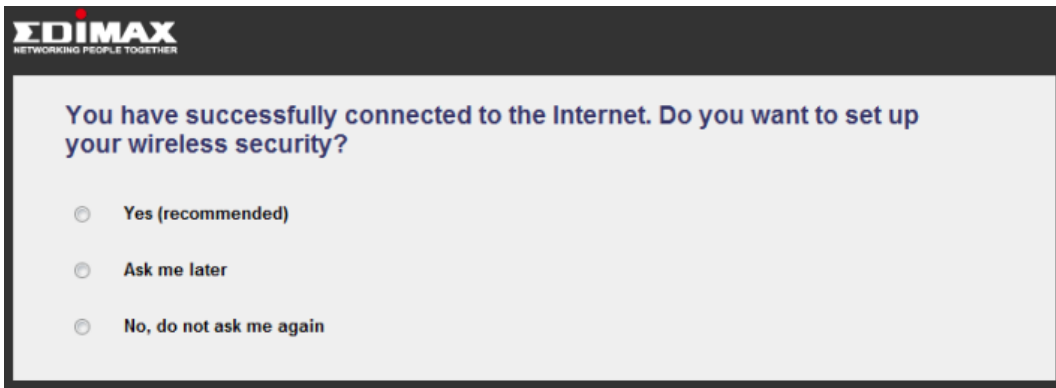 EDIMAX
NETWORKING PEOPLE TOGETHER
You have successfully connected to the Internet. Do you want to set up
your wireless security?
Yes (recommended)
Ask me later
No, do not ask me again